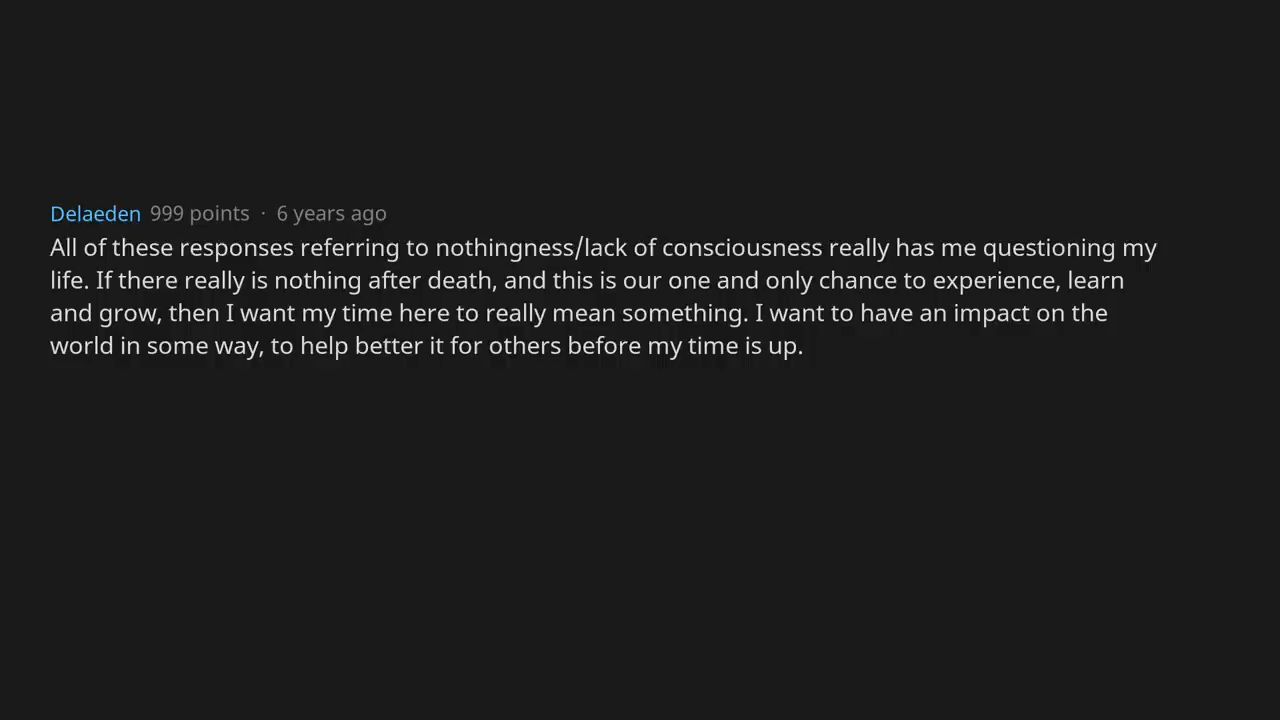 Delaeden 999 points · 6 years ago
All of these responses referring to nothingness/lack of consciousness really has me questioning my
life. If there really is nothing after death, and this is our one and only chance to experience, learn
and grow, then I want my time here to really mean something. I want to have an impact on the
world in some way, to help better it for others before my time is up.